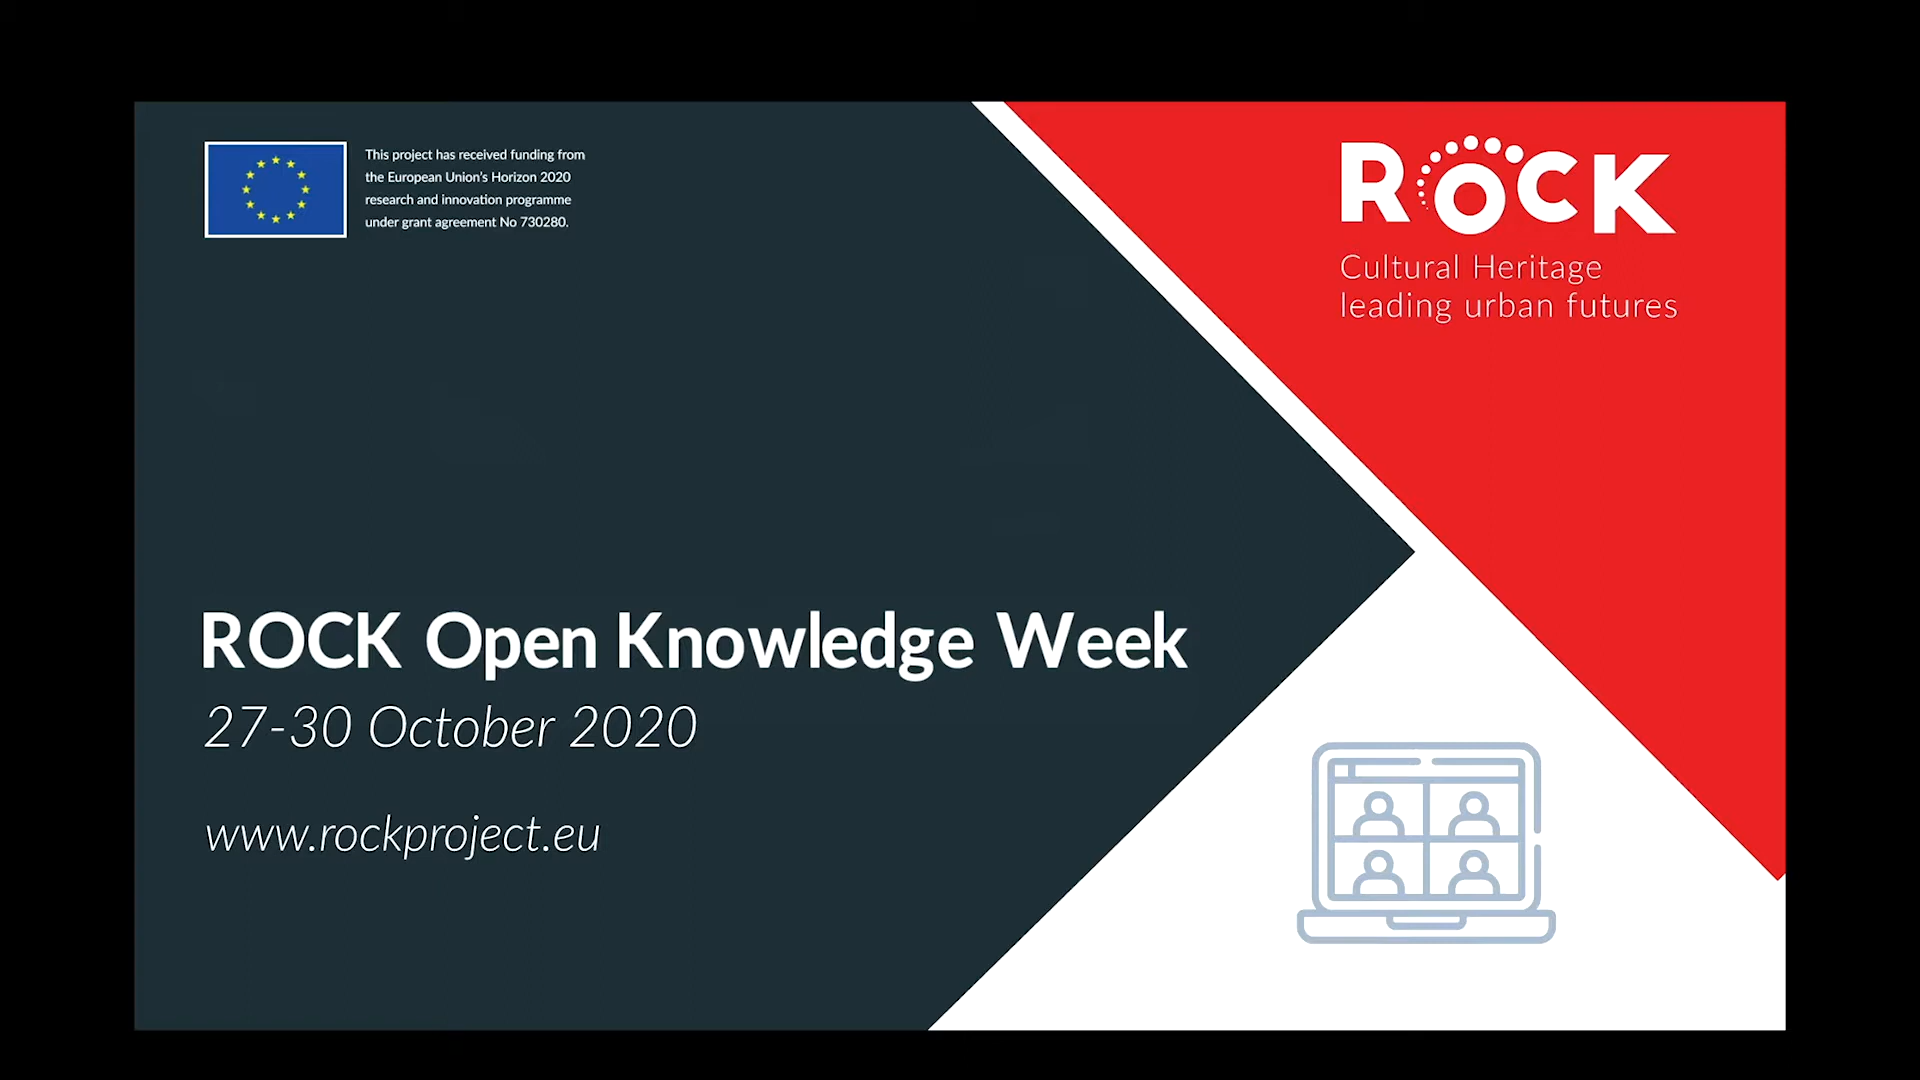 This project has received funding from
the European Union's Horizon 2020
research and innovation programme
under grant agreement No 730280.
ROCK
Cultural Heritage
leading urban futures
ROCK Open Knowledge Week
27-30 October 2020
www.rockproject.eu